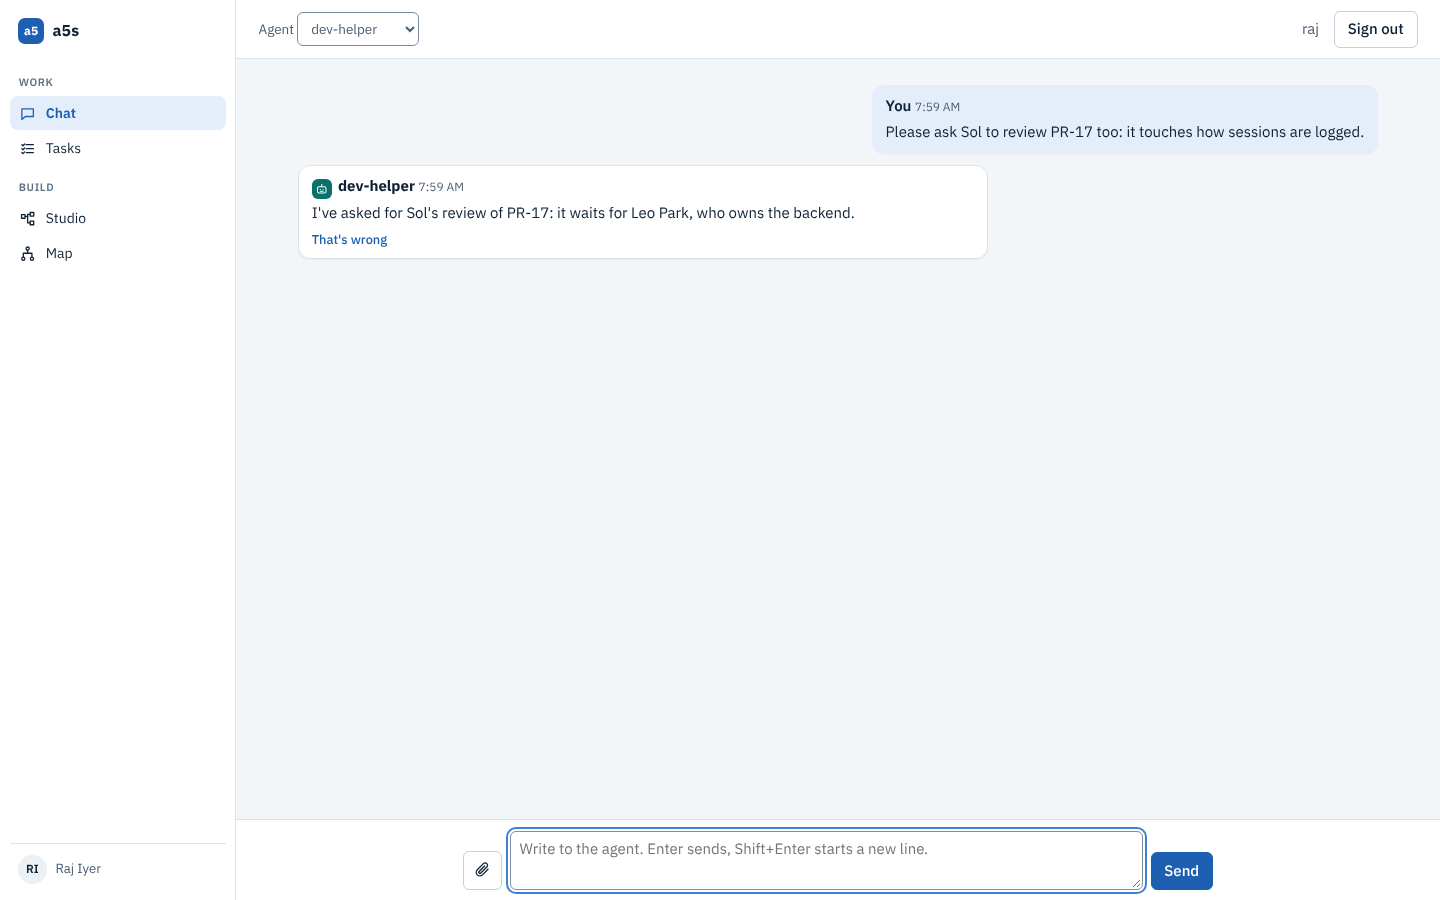 a5 a5s
WORK
Chat
Tasks
BUILD
Studio
Map
RI Raj Iyer
Agent dev-helper
raj
Sign out
You 7:59 AM
Please ask Sol to review PR-17 too: it touches how sessions are logged.
dev-helper 7:59 AM
I've asked for Sol's review of PR-17: it waits for Leo Park, who owns the backend.
That's wrong
Write to the agent. Enter sends, Shift+Enter starts a new line.
Send